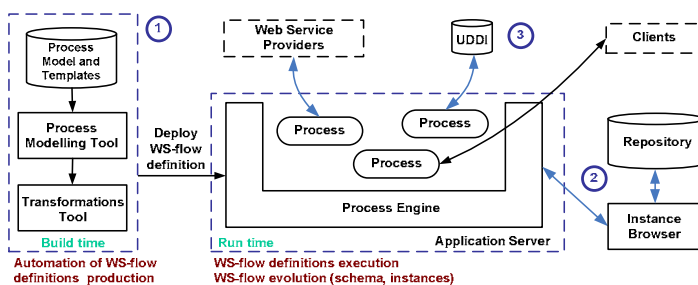 1
Process
Model and
Templates
Process
Modelling Tool
Transformations
Tool
Build time
Automation of WS-flow
definitions production
Deploy
WS-flow
definition
Web Service
Providers
UDDI
3
Clients
Process
Process
Process
Process Engine
Run time
Application Server
WS-flow definitions execution
WS-flow evolution (schema, instances)
2
Repository
Instance
Browser